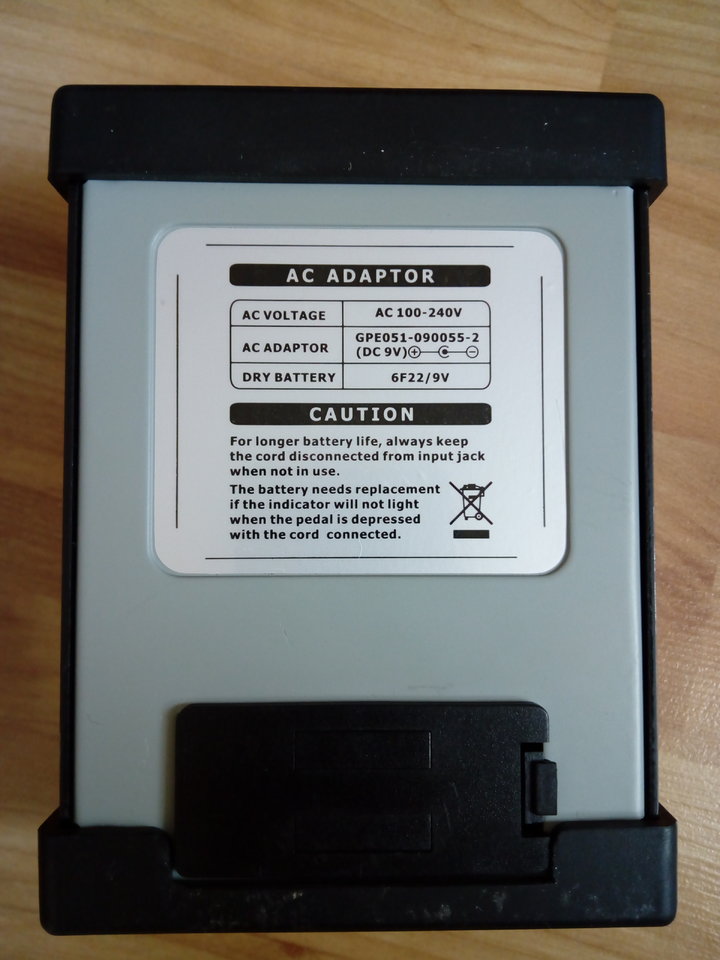 AC ADAPTOR
AC VOLTAGE AC 100-240V
AC ADAPTOR GPE051-090055-2
(DC 9V)
DRY BATTERY 6F22/9V
CAUTION
For longer battery life, always keep
the cord disconnected from input jack
when not in use.
The battery needs replacement
if the indicator will not light
when the pedal is depressed
with the cord connected.